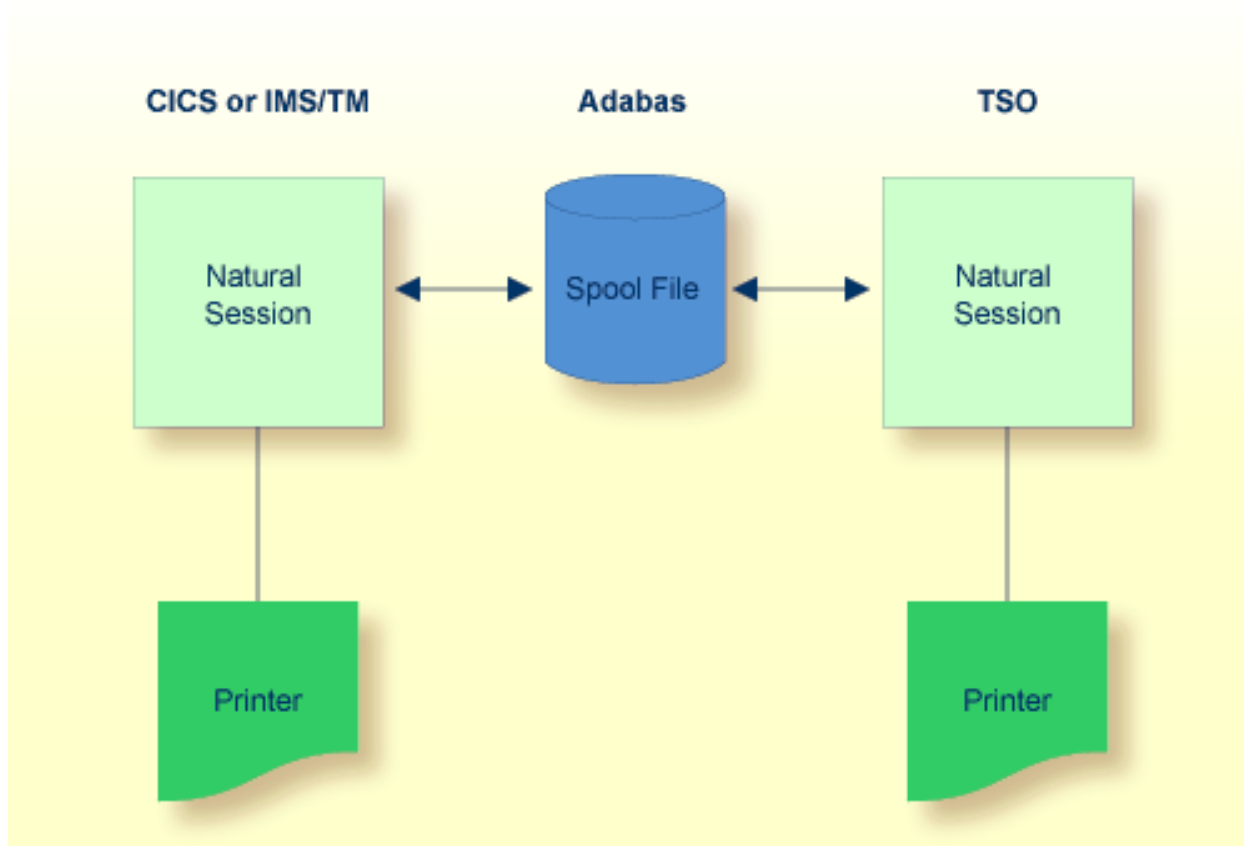 CICS or IMS/TM
Adabas
TSO
Natural
Session
Spool File
Natural
Session
Printer
Printer